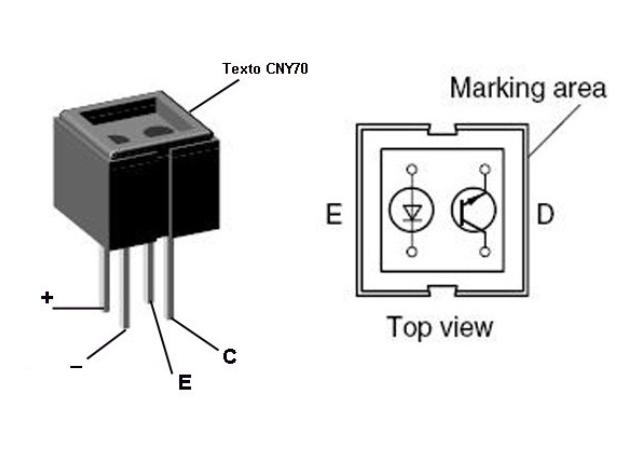 Texto CNY70
Marking area
E
D
Top view
+
–
E
C